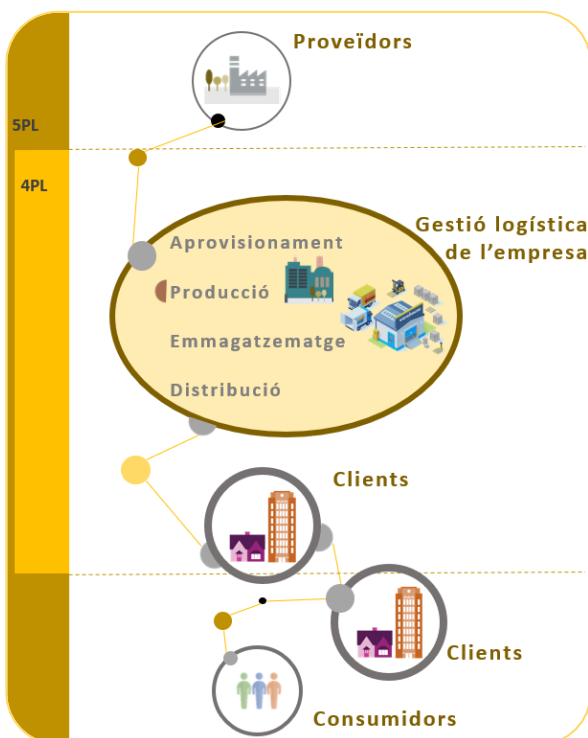 Proveïdors
5PL
4PL
Gestió logística
de l’empresa
Aprovisionament
Producció
Emmagatzematge
Distribució
Clients
Clients
Consumidors